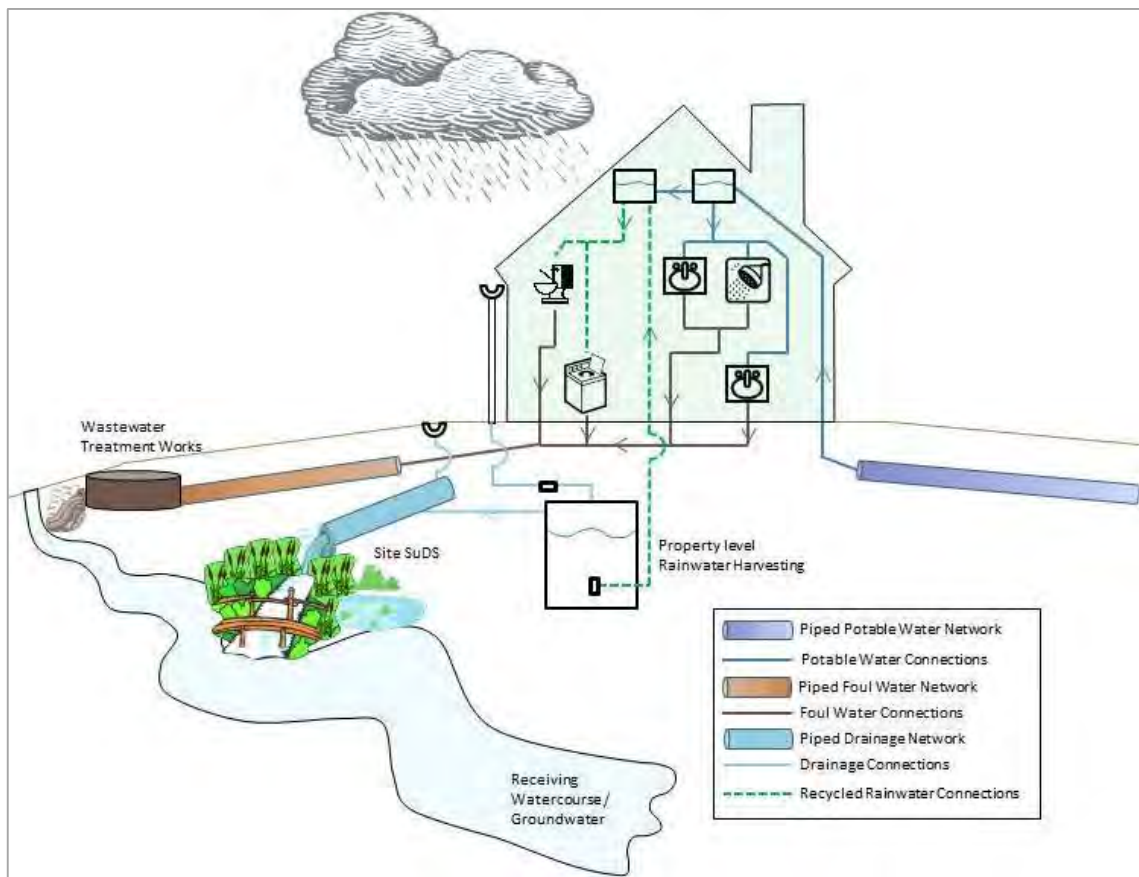 Wastewater
Treatment Works
Site SuDS
Property level
Rainwater Harvesting
Receiving
Watercourse/
Groundwater
Piped Potable Water Network
Potable Water Connections
Piped Foul Water Network
Foul Water Connections
Piped Drainage Network
Drainage Connections
Recycled Rainwater Connections